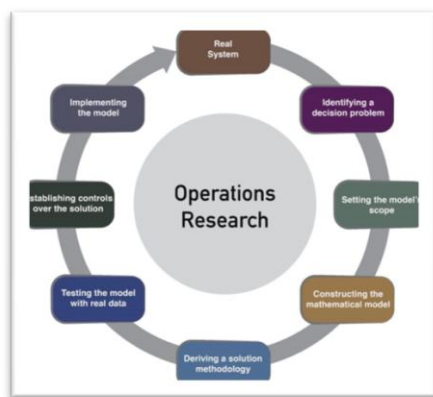 Real
System
Identifying a
decision problem
Setting the model's
scope
Constructing the
mathematical model
Deriving a solution
methodology
Testing the model
with real data
stablishing controls
over the solution
Implementing
the model
Operations
Research